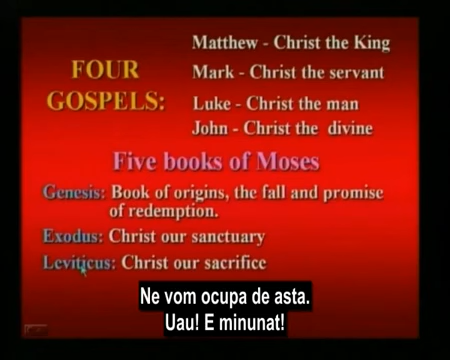 Matthew - Christ the King
FOUR Mark - Christ the servant
GOSPELS: Luke - Christ the man
John - Christ the divine
Five books of Moses
Genesis: Book of origins, the fall and promise
of redemption.
Exodus: Christ our sanctuary
Leviticus: Christ our sacrifice
Ne vom ocupa de asta.
Uau! E minunat!